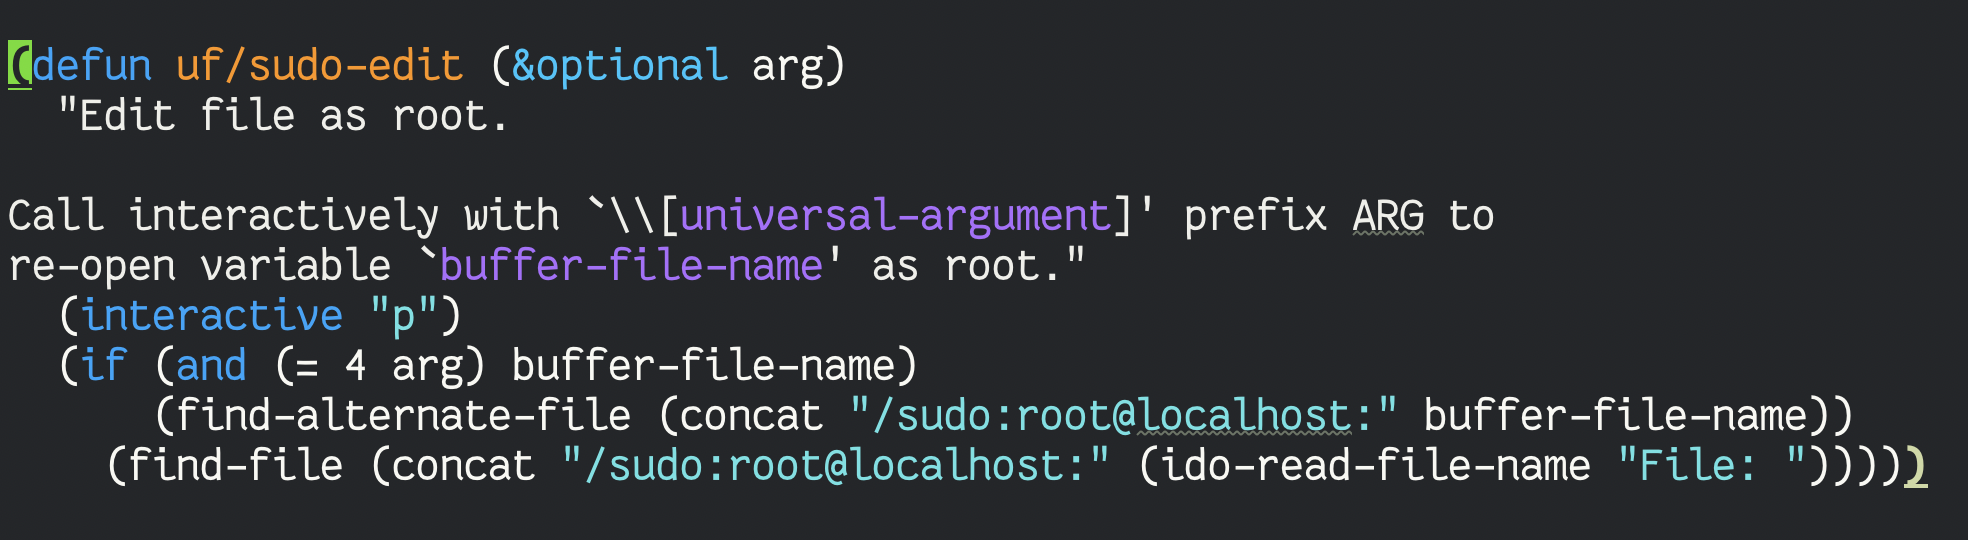 (defun uf/sudo-edit (&optional arg)
  "Edit file as root.

Call interactively with `\\[universal-argument]' prefix ARG to
re-open variable `buffer-file-name' as root."
  (interactive "p")
  (if (and (= 4 arg) buffer-file-name)
      (find-alternate-file (concat "/sudo:root@localhost:" buffer-file-name))
    (find-file (concat "/sudo:root@localhost:" (ido-read-file-name "File: ")))))